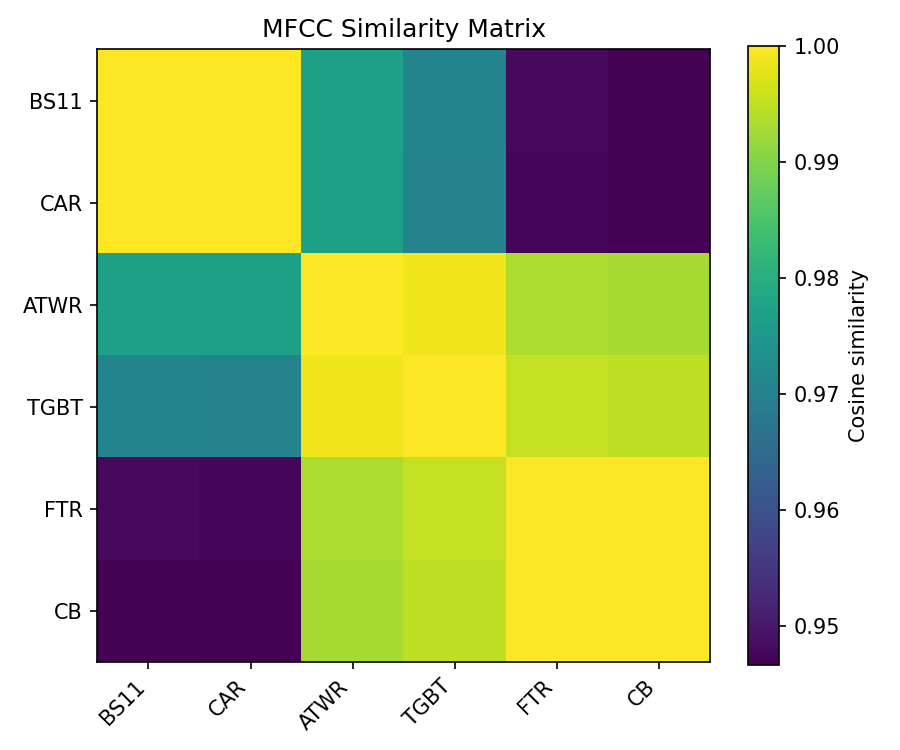 MFCC Similarity Matrix
BS11
CAR
ATWR
TGBT
FTR
CB
BS11
CAR
ATWR
TGBT
FTR
CB
1.00
0.99
0.98
0.97
0.96
0.95
Cosine similarity